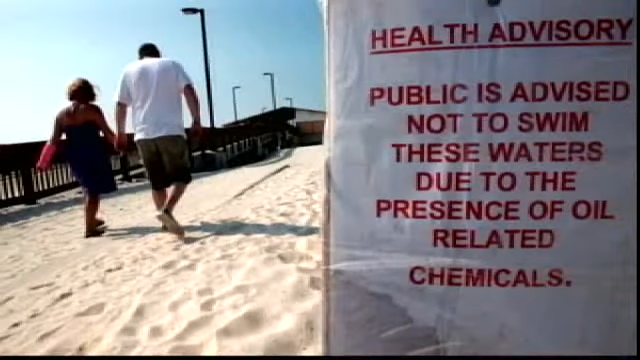 HEALTH ADVISORY
PUBLIC IS ADVISED
NOT TO SWIM
THESE WATERS
DUE TO THE
PRESENCE OF OIL
RELATED
CHEMICALS.